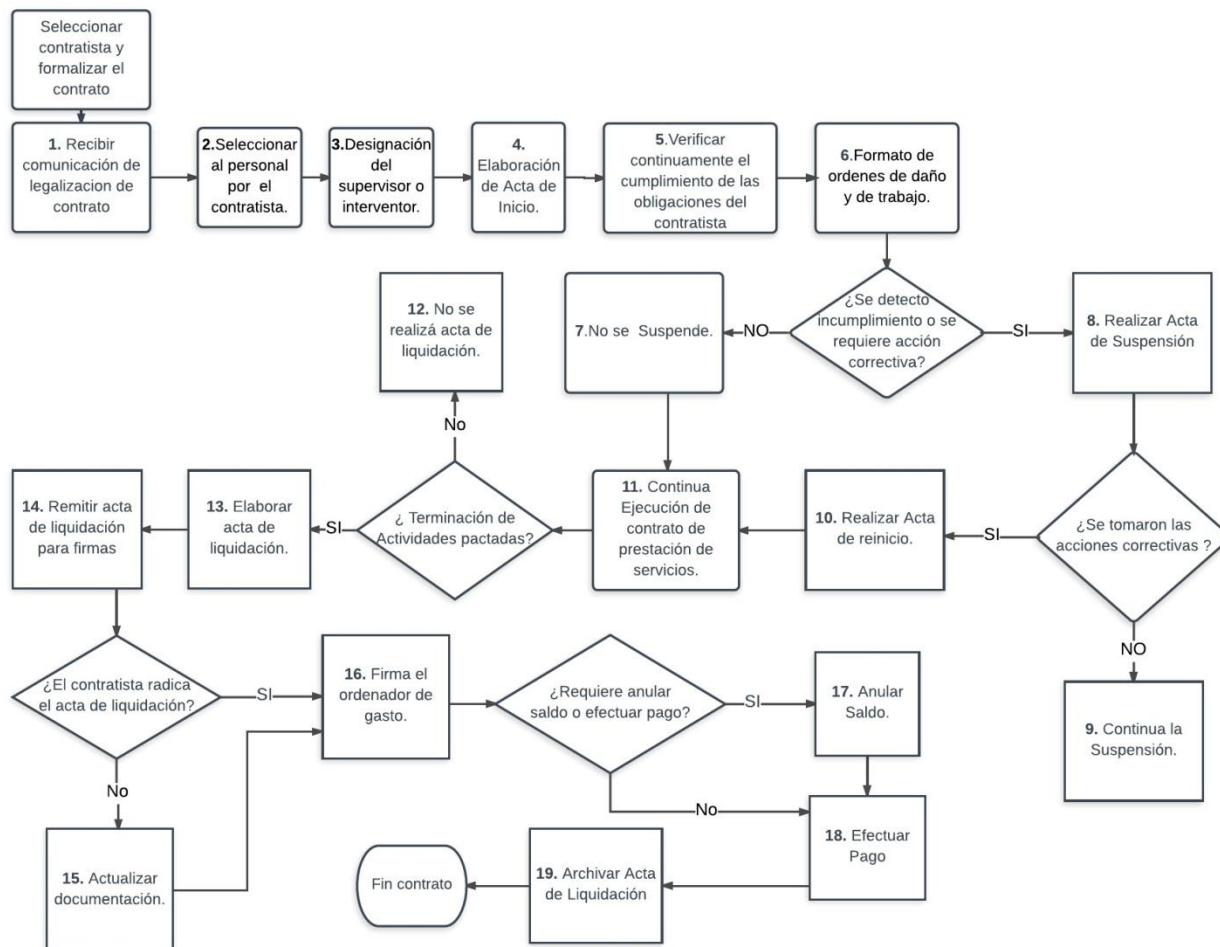 Seleccionar
contratista y
formalizar el
contrato
1. Recibir
comunicación de
legalizacion de
contrato
2.Seleccionar
al personal
por el
contratista.
3.Designación
del
supervisor o
interventor.
4.
Elaboración
de Acta de
Inicio.
5.Verificar
continuamente el
cumplimiento de las
obligaciones del
contratista
6.Formato de
ordenes de daño
y de trabajo.
¿Se detecto
incumplimiento o se
requiere acción
correctiva?
NO
SI
7.No se Suspende.
8. Realizar Acta
de Suspensión
12. No se
realizá acta de
liquidación.
No
14. Remitir acta
de liquidación
para firmas
13. Elaborar
acta de
liquidación.
SI
¿ Terminación de
Actividades pactadas?
11. Continua
Ejecución de
contrato de
prestación de
servicios.
10. Realizar Acta
de reinicio.
SI
¿Se tomaron las
acciones correctivas ?
NO
9. Continua la
Suspensión.
¿El contratista radica
el acta de liquidación?
SI
16. Firma el
ordenador de
gasto.
¿Requiere anular
saldo o efectuar pago?
SI
17. Anular
Saldo.
No
No
15. Actualizar
documentación.
18. Efectuar
Pago
19. Archivar Acta
de Liquidación
Fin contrato